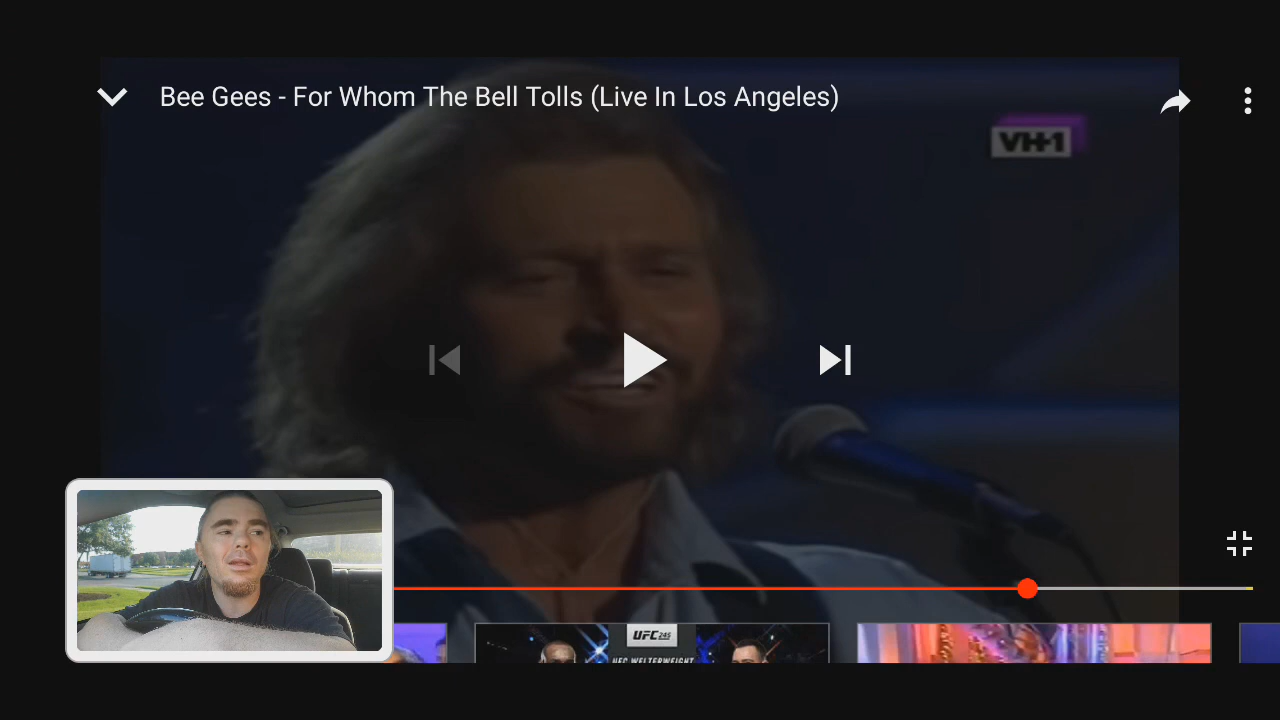 Bee Gees - For Whom The Bell Tolls (Live In Los Angeles)
VH1
UFC 245
UFC WELTERWEIGHT